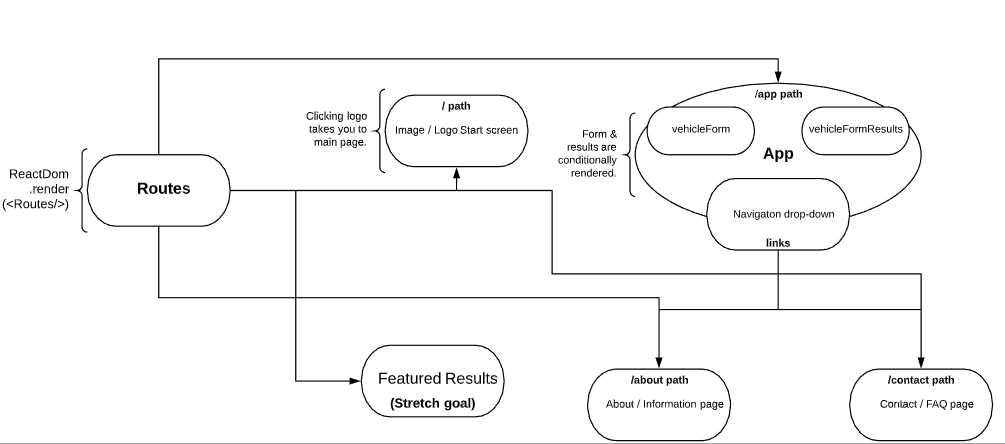 /app path
/ path
Clicking logo
takes you to
main page.
Image / Logo Start screen
vehicleForm
vehicleFormResults
Form &
results are
conditionally
rendered.
App
ReactDom
.render
(<Routes/>)
Routes
Navigaton drop-down
links
Featured Results
(Stretch goal)
/about path
About / Information page
/contact path
Contact / FAQ page